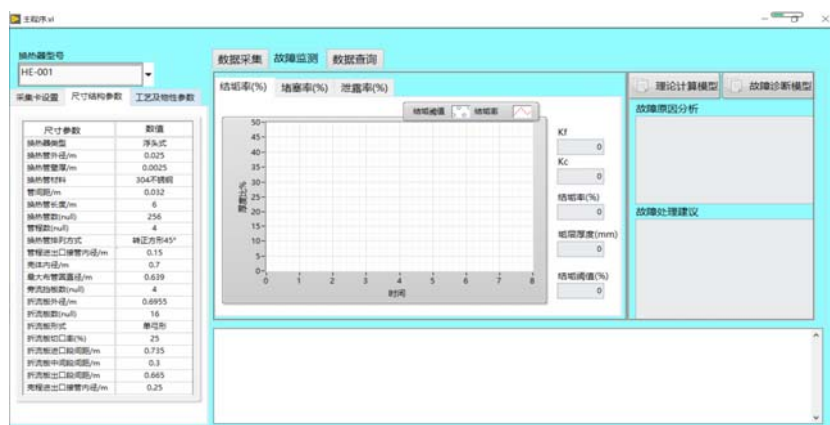 主程序.vi
换热器型号
HE-001
采集卡设置 尺寸结构参数 工艺及物性参数
尺寸参数 数值
换热器类型 浮头式
换热管外径/m 0.025
换热管壁厚/m 0.0025
换热管材料 304不锈钢
管间距/m 0.032
换热管长度/m 6
换热管数(null) 256
管程数(null) 4
换热管排列方式 转正方形45°
管程进出口接管内径/m 0.15
壳体内径/m 0.7
最大布管圆直径/m 0.639
旁流挡板数(null) 4
折流板外径/m 0.6955
折流板数(null) 16
折流板形式 单弓形
折流板切口率(%) 25
折流板进口段间距/m 0.735
折流板中间段间距/m 0.3
折流板出口段间距/m 0.665
壳程进出口接管内径/m 0.25
数据采集 故障监测 数据查询
结垢率(%) 堵塞率(%) 泄露率(%)
结垢阈值 结垢率
厚度比%
50
45
40
35
30
25
20
15
10
5
0
0 1 2 3 4 5 6 7 8
时间
Kf
0
Kc
0
结垢率(%)
0
垢层厚度(mm)
0
结垢阈值(%)
0
理论计算模型 故障诊断模型
故障原因分析
故障处理建议